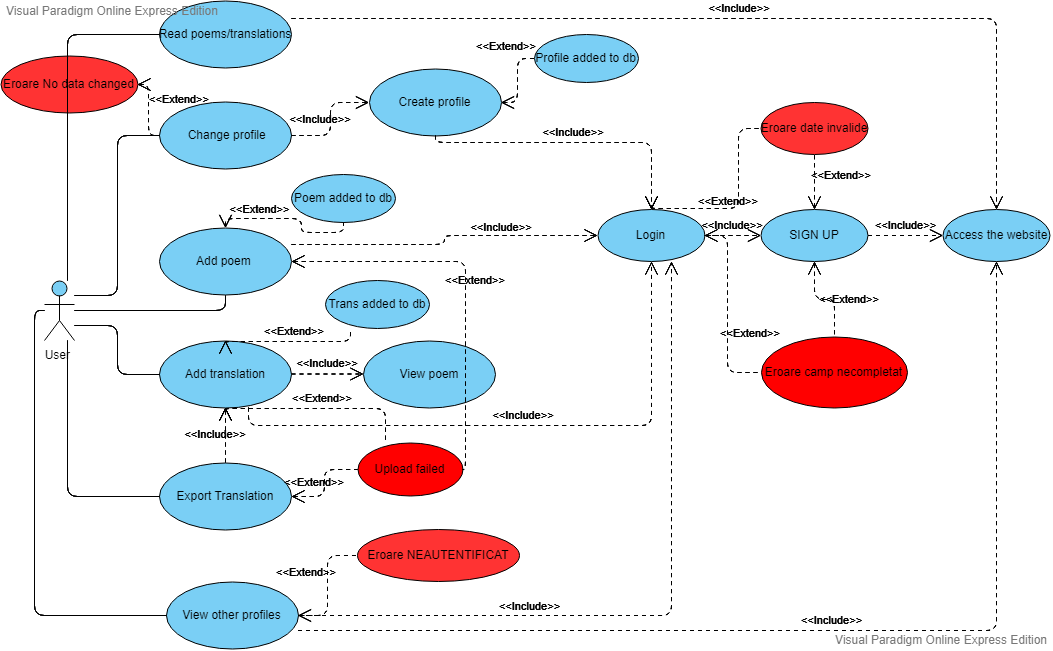 Visual Paradigm Online Express Edition
<<Include>>
Read poems/translations
<<Extend>>
Profile added to db
Eroare No data changed
<<Extend>>
Create profile
<<Include>>
Change profile
<<Include>>
Eroare date invalide
<<Extend>>
Poem added to db
<<Extend>>
<<Extend>>
<<Include>>
<<Include>>
<<Include>>
Login
SIGN UP
Access the website
Add poem
<<Extend>>
Trans added to db
<<Extend>>
<<Extend>>
<<Extend>>
User
<<Include>>
Add translation
View poem
Eroare camp necompletat
<<Extend>>
<<Include>>
<<Include>>
Upload failed
<<Extend>>
Export Translation
Eroare NEAUTENTIFICAT
<<Extend>>
<<Include>>
View other profiles
<<Include>>
Visual Paradigm Online Express Edition